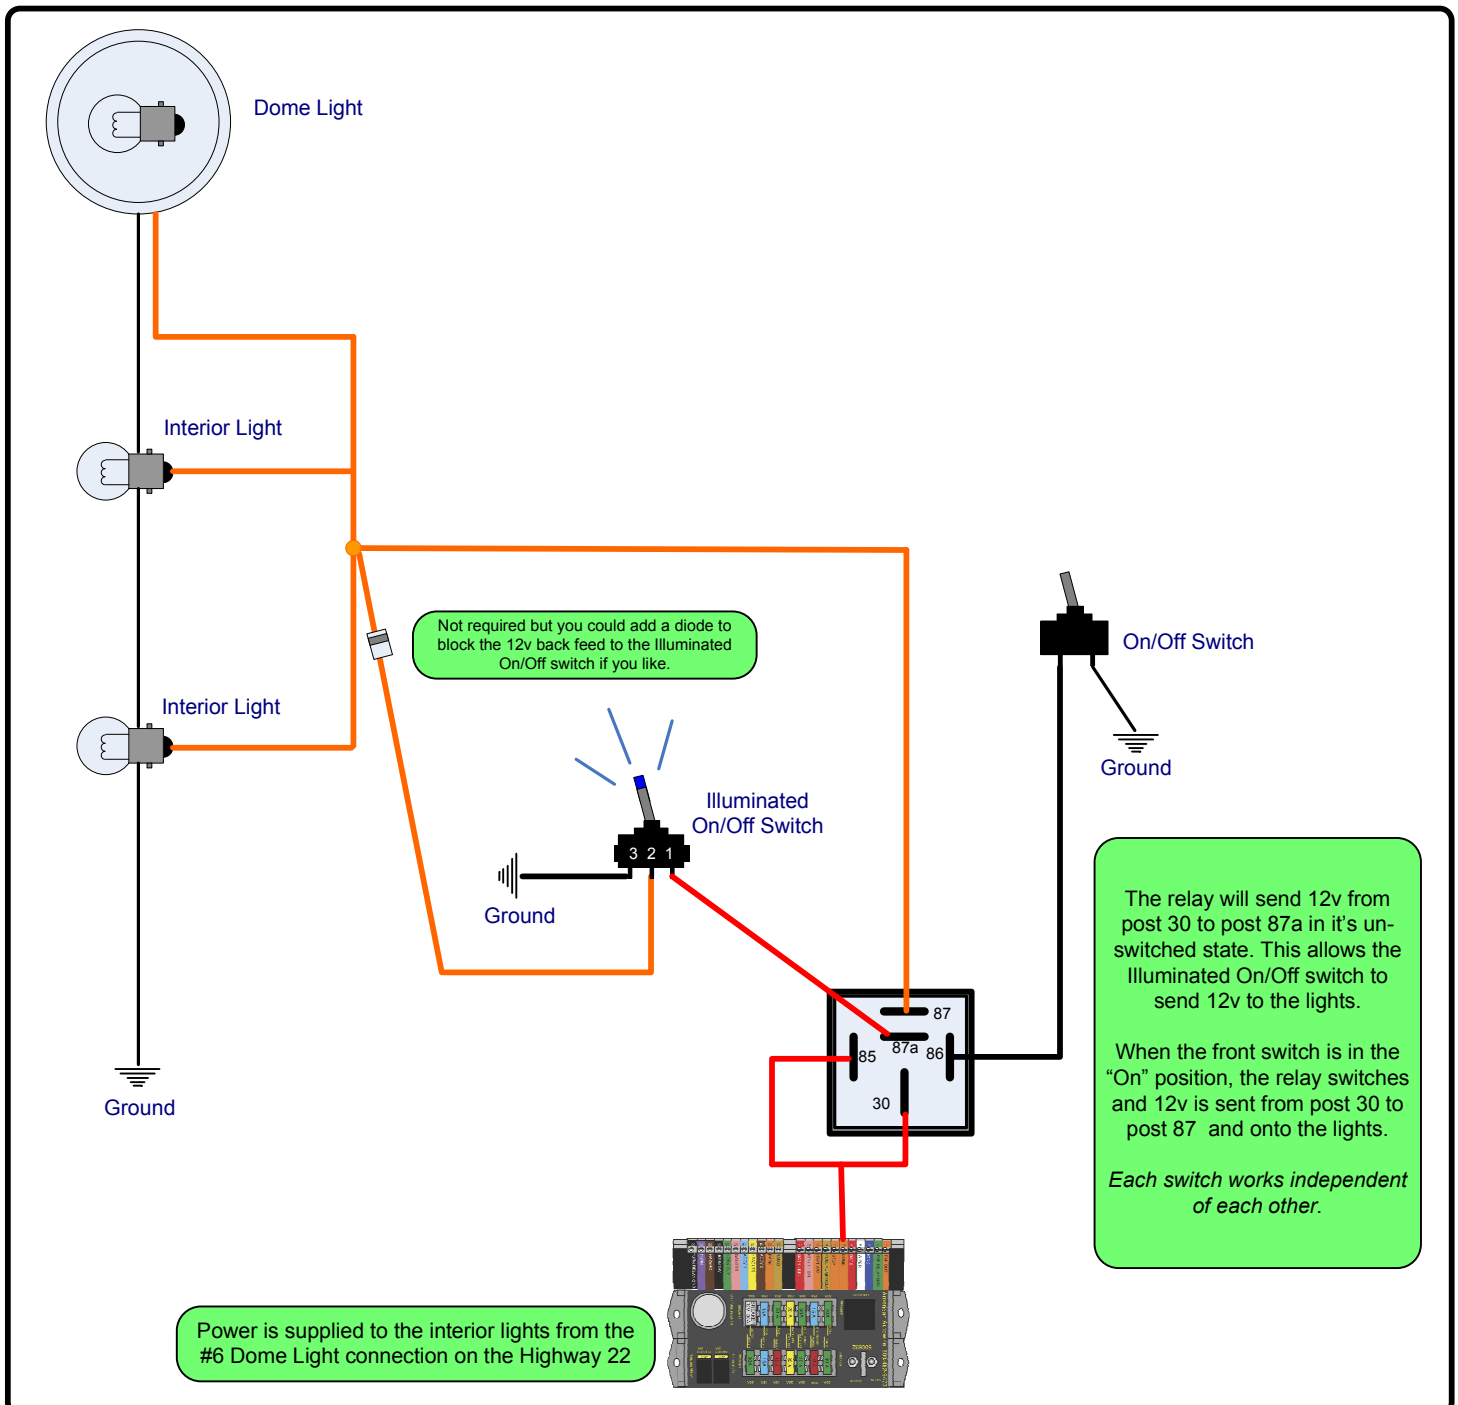 Dome Light
Interior Light
Not required but you could add a diode to
block the 12v back feed to the Illuminated
On/Off switch if you like.
On/Off Switch
Ground
Interior Light
Illuminated
On/Off Switch
3 2 1
Ground
The relay will send 12v from
post 30 to post 87a in it's un-
switched state. This allows the
Illuminated On/Off switch to
send 12v to the lights.
When the front switch is in the
“On” position, the relay switches
and 12v is sent from post 30 to
post 87 and onto the lights.
Each switch works independent
of each other.
87
87a
85
86
30
Ground
Power is supplied to the interior lights from the
#6 Dome Light connection on the Highway 22